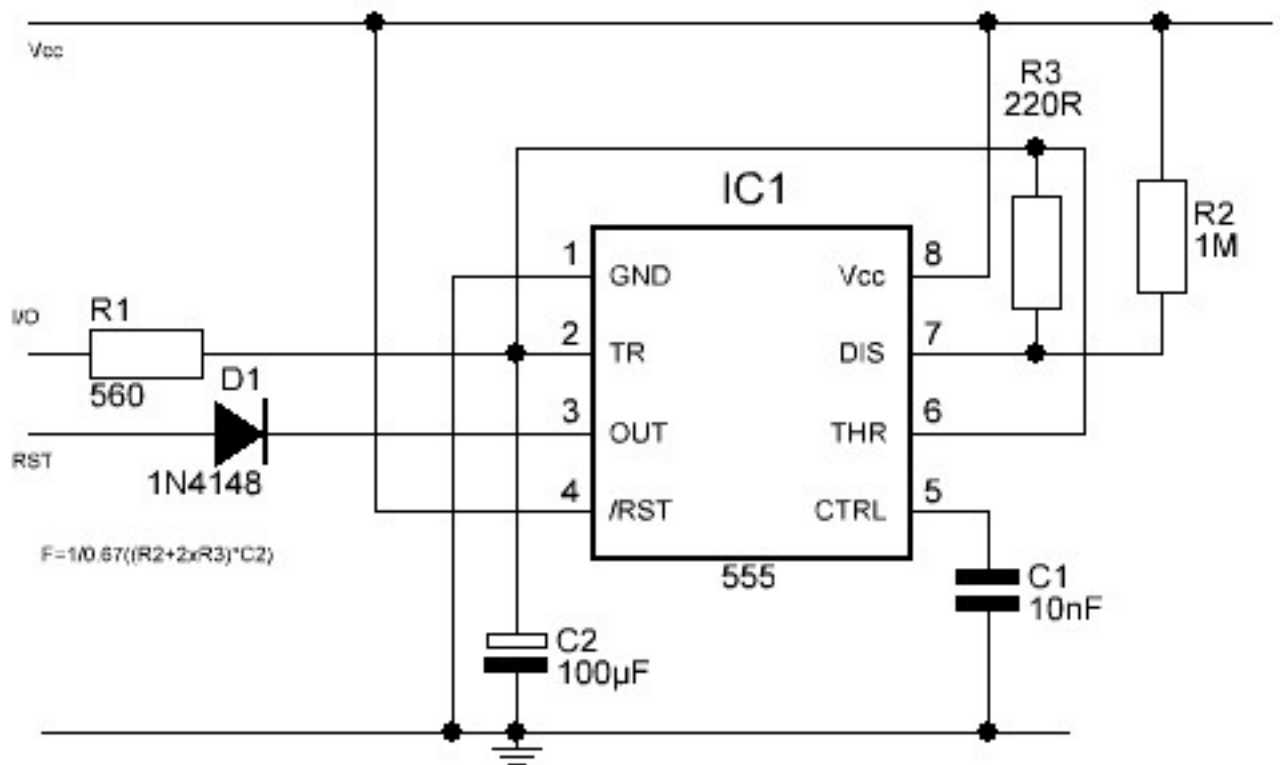 Vcc
R3
220R
IC1
R2
1M
1
GND
Vcc
8
I/O
R1
560
2
TR
DIS
7
D1
1N4148
3
OUT
THR
6
RST
4
/RST
CTRL
5
F=1/0.67((R2+2xR3)*C2)
555
C1
10nF
C2
100µF